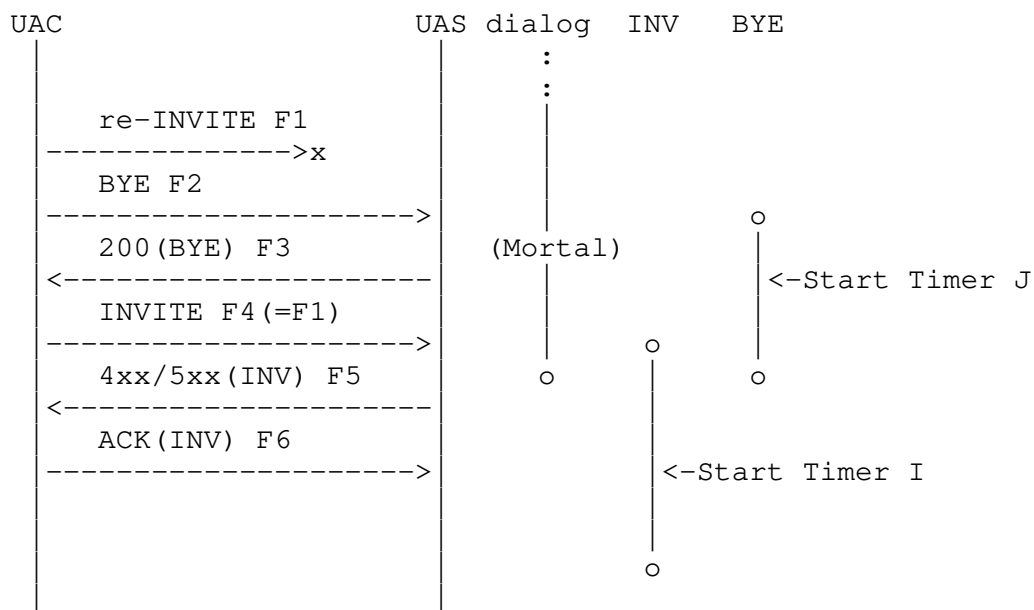 UAC UAS dialog INV BYE
re-INVITE F1
-------------->x
BYE F2
200(BYE) F3 (Mortal)
<-Start Timer J
INVITE F4(=F1)
4xx/5xx(INV) F5
ACK(INV) F6
<-Start Timer I